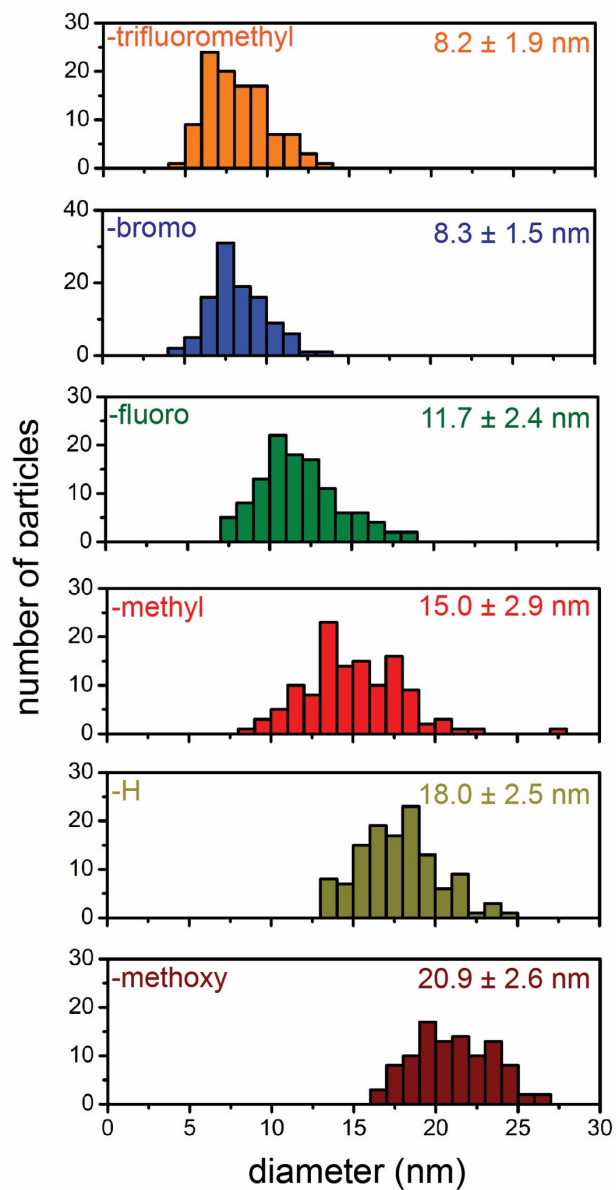 30
-trifluoromethyl 8.2 ± 1.9 nm
20
10
0
40
-bromo 8.3 ± 1.5 nm
30
20
10
0
30
-fluoro 11.7 ± 2.4 nm
20
10
0
30
-methyl 15.0 ± 2.9 nm
20
10
0
30
-H 18.0 ± 2.5 nm
20
10
0
30
-methoxy 20.9 ± 2.6 nm
20
10
0
0 5 10 15 20 25 30
diameter (nm)
number of particles